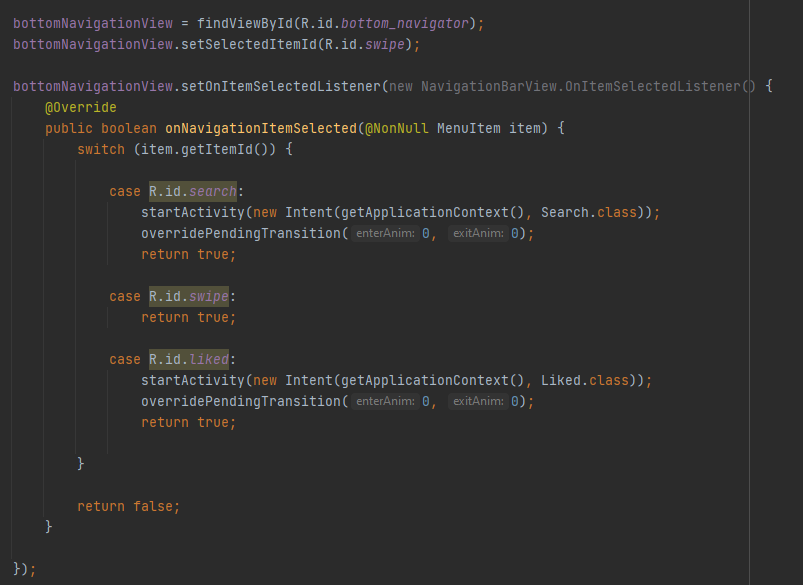 bottomNavigationView = findViewById(R.id.bottom_navigator);
bottomNavigationView.setSelectedItemId(R.id.swipe);
bottomNavigationView.setOnItemSelectedListener(new NavigationBarView.OnItemSelectedListener() {
@Override
public boolean onNavigationItemSelected(@NonNull MenuItem item) {
switch (item.getItemId()) {
case R.id.search:
startActivity(new Intent(getApplicationContext(), Search.class));
overridePendingTransition( enterAnim: 0, exitAnim: 0);
return true;
case R.id.swipe:
return true;
case R.id.liked:
startActivity(new Intent(getApplicationContext(), Liked.class));
overridePendingTransition( enterAnim: 0, exitAnim: 0);
return true;
}
return false;
}
});